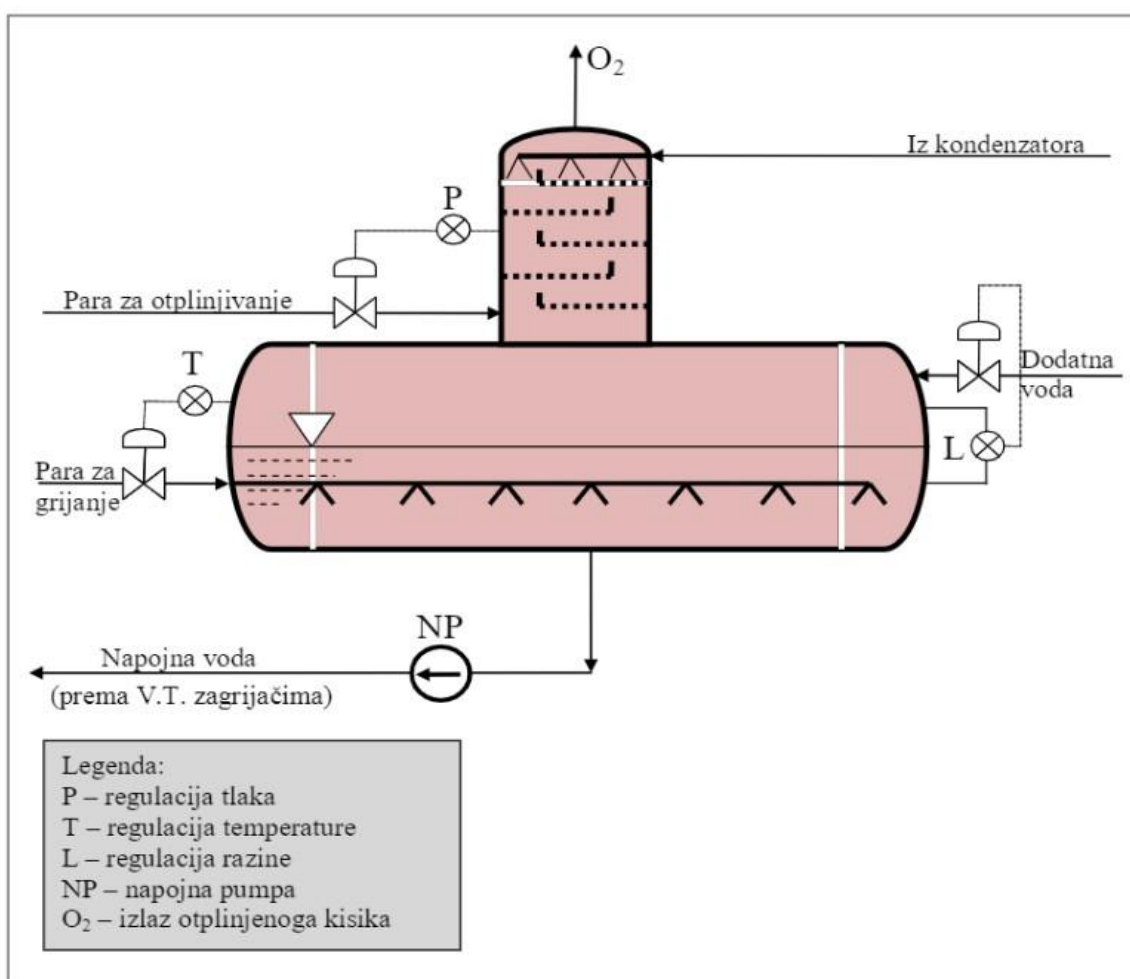 O₂
Iz kondenzatora
P
Para za otplinjivanje
T
Dodatna
voda
L
Para za
grijanje
NP
Napojna voda
(prema V.T. zagrijačima)
Legenda:
P – regulacija tlaka
T – regulacija temperature
L – regulacija razine
NP – napojna pumpa
O₂ – izlaz otplinjenoga kisika